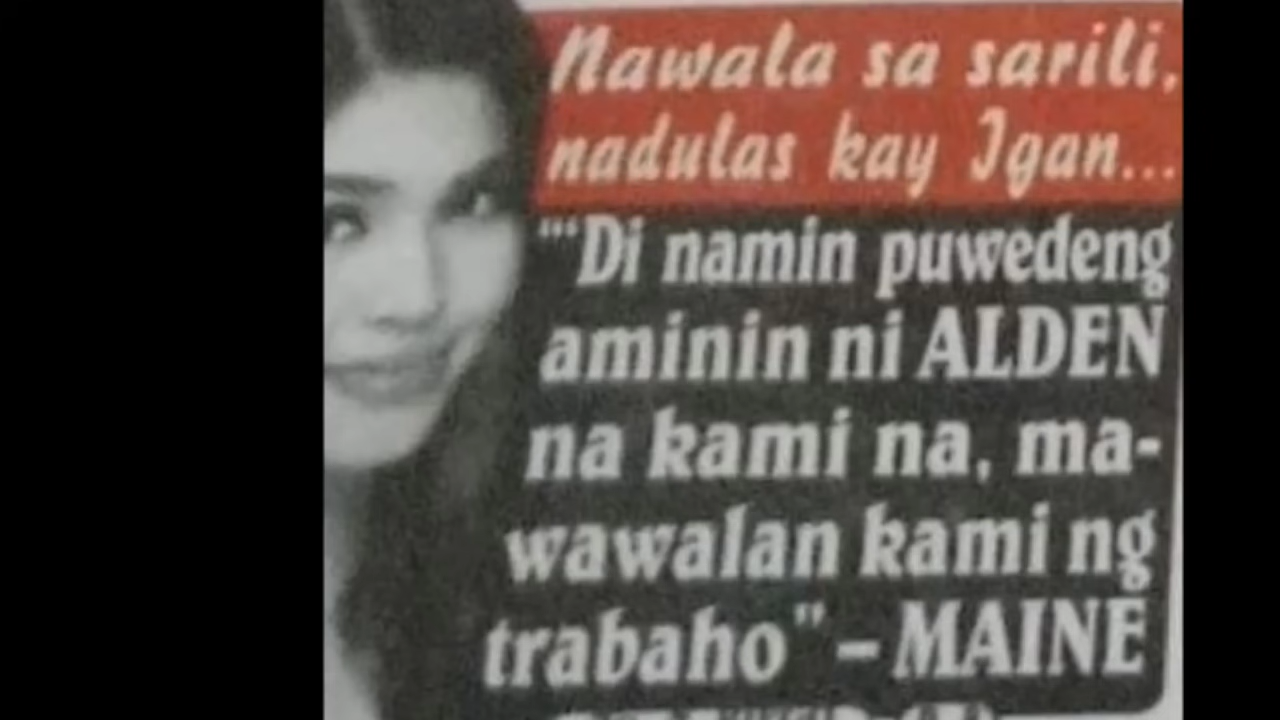 Nawala sa sarili,
nadulas kay Igan...
"'Di namin puwedeng
aminin ni ALDEN
na kami na, ma-
wawalan kami ng
trabaho" – MAINE